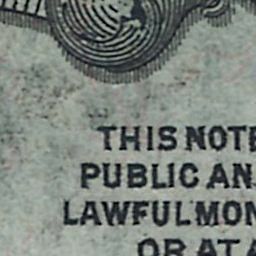 THIS NOTE
PUBLIC AN
LAWFUL MON
OR AT A